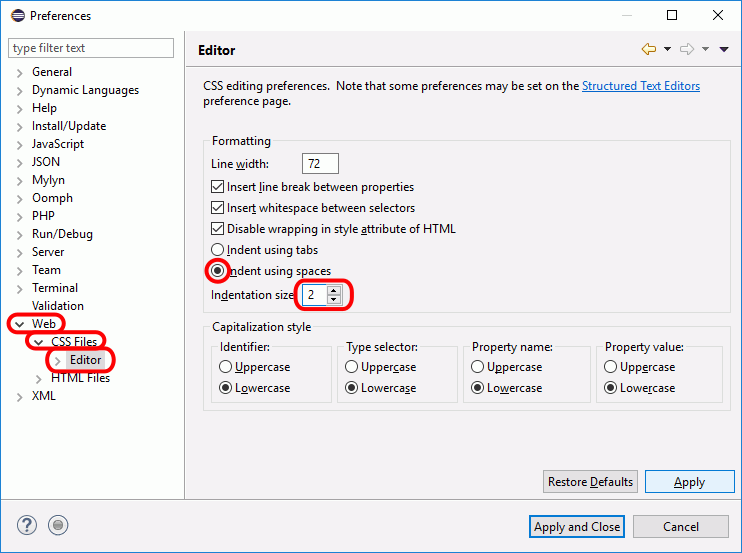 Preferences
type filter text
General
Dynamic Languages
Help
Install/Update
JavaScript
JSON
Mylyn
Oomph
PHP
Run/Debug
Server
Team
Terminal
Validation
Web
CSS Files
Editor
HTML Files
XML
Editor
CSS editing preferences.  Note that some preferences may be set on the Structured Text Editors
preference page.
Formatting
Line width: 72
Insert line break between properties
Insert whitespace between selectors
Disable wrapping in style attribute of HTML
Indent using tabs
Indent using spaces
Indentation size: 2
Capitalization style
Identifier: Type selector: Property name: Property value:
Uppercase Uppercase Uppercase Uppercase
Lowercase Lowercase Lowercase Lowercase
Restore Defaults Apply
? Apply and Close Cancel